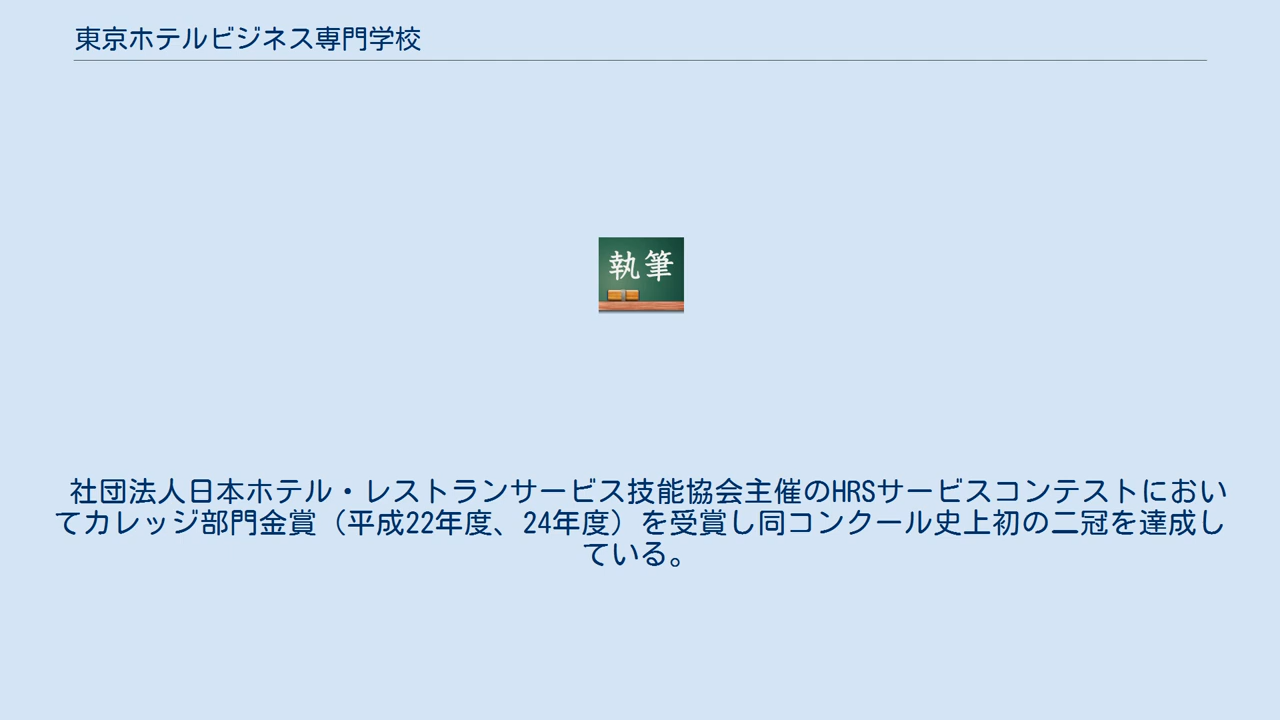 東京ホテルビジネス専門学校
執筆
社団法人日本ホテル・レストランサービス技能協会主催のHRSサービスコンテストにおい
てカレッジ部門金賞（平成22年度、24年度）を受賞し同コンクール史上初の二冠を達成し
ている。